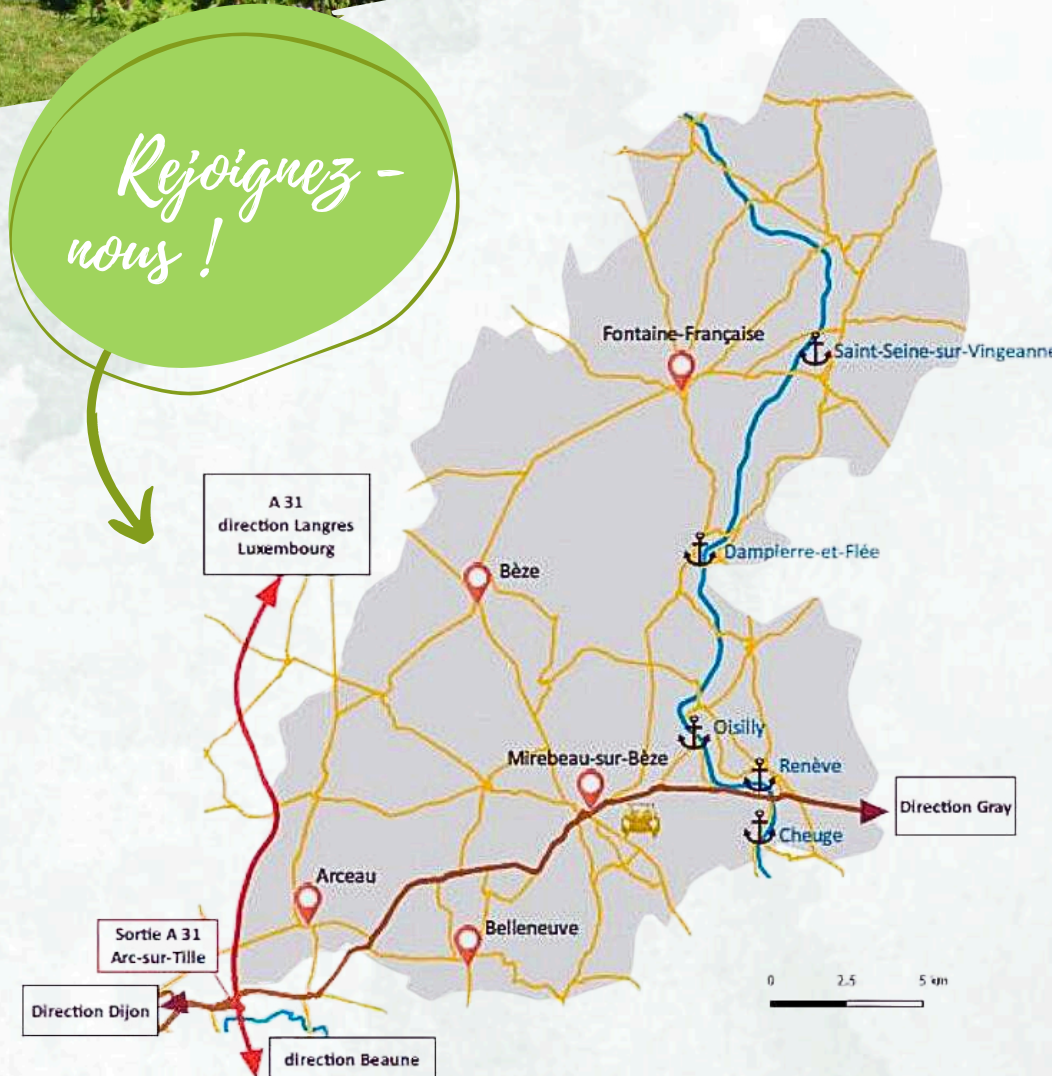 Rejoignez -
nous !
Fontaine-Française
Saint-Seine-sur-Vingeanne
A 31
direction Langres
Luxembourg
Dampierre-et-Flée
Bèze
Oisilly
Mirebeau-sur-Bèze
Renève
Direction Gray
Cheuge
Arceau
Belleneuve
Sortie A 31
Arc-sur-Tille
0 2.5 5 km
Direction Dijon
direction Beaune